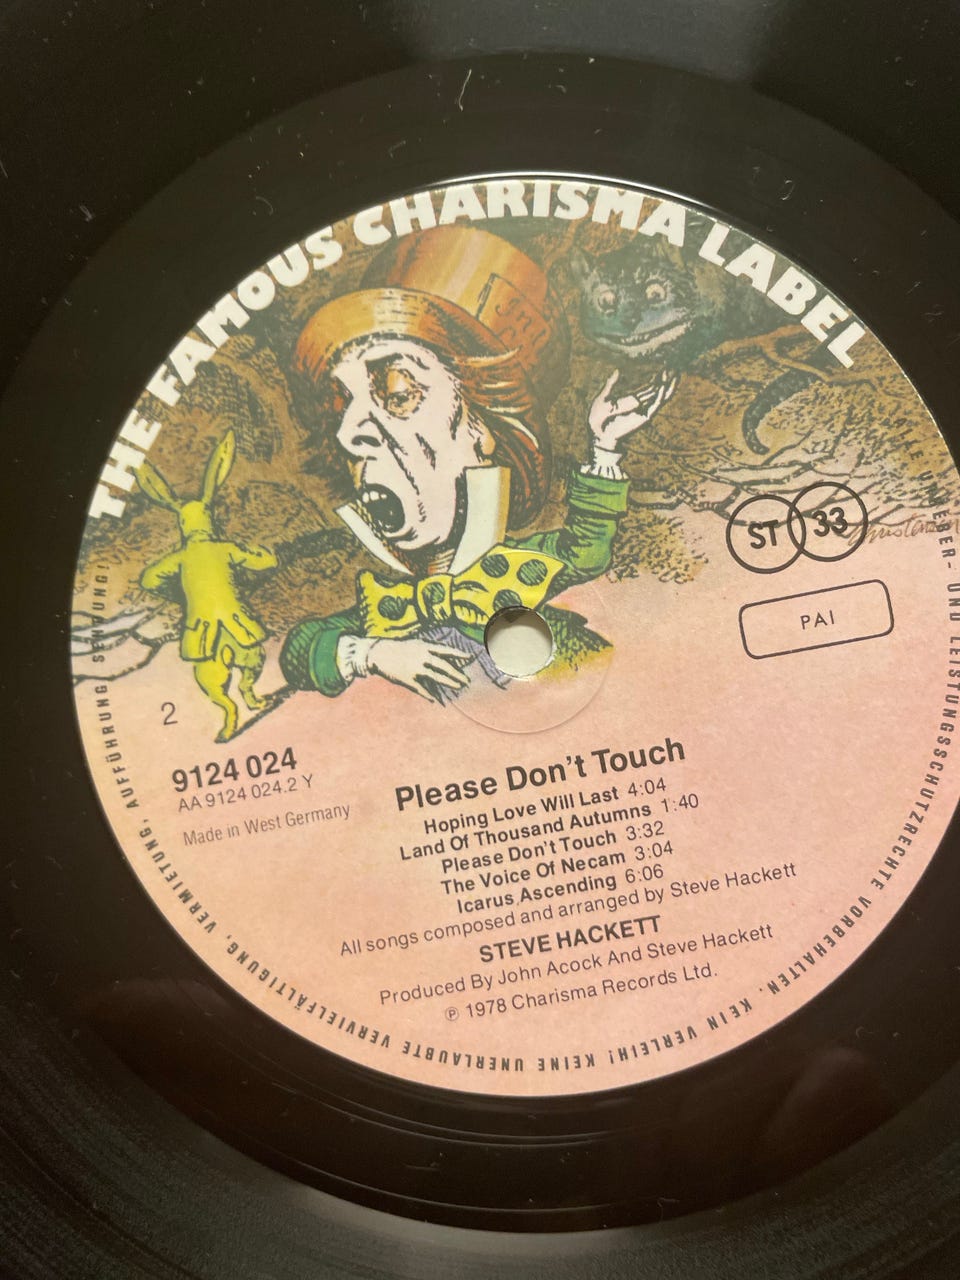 THE FAMOUS CHARISMA LABEL
ST 33
PAI
2
9124 024
AA 9124 024.2 Y
Made in West Germany
Please Don't Touch
Hoping Love Will Last 4:04
Land Of Thousand Autumns 1:40
Please Don't Touch 3:32
The Voice Of Necam 3:04
Icarus Ascending 6:06
All songs composed and arranged by Steve Hackett
STEVE HACKETT
Produced By John Acock And Steve Hackett
℗ 1978 Charisma Records Ltd.
ALLE URHEBER- UND LEISTUNGSSCHUTZRECHTE VORBEHALTEN. KEIN VERLEIH! KEINE UNERLAUBTE VERVIELFÄLTIGUNG, VERMIETUNG, AUFFÜHRUNG, SENDUNG!